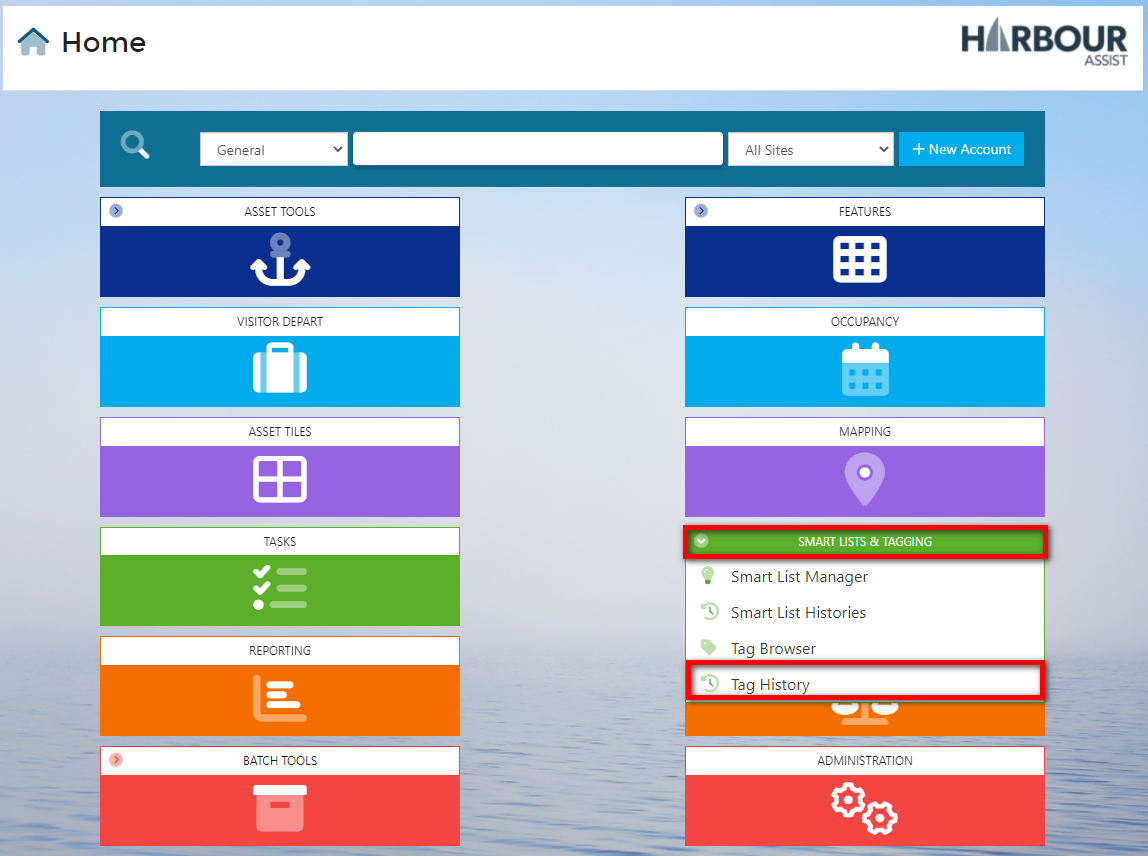 Home
HARBOUR
ASSIST
General
All Sites
+ New Account
ASSET TOOLS
FEATURES
VISITOR DEPART
OCCUPANCY
ASSET TILES
MAPPING
TASKS
SMART LISTS & TAGGING
Smart List Manager
Smart List Histories
Tag Browser
Tag History
REPORTING
BATCH TOOLS
ADMINISTRATION